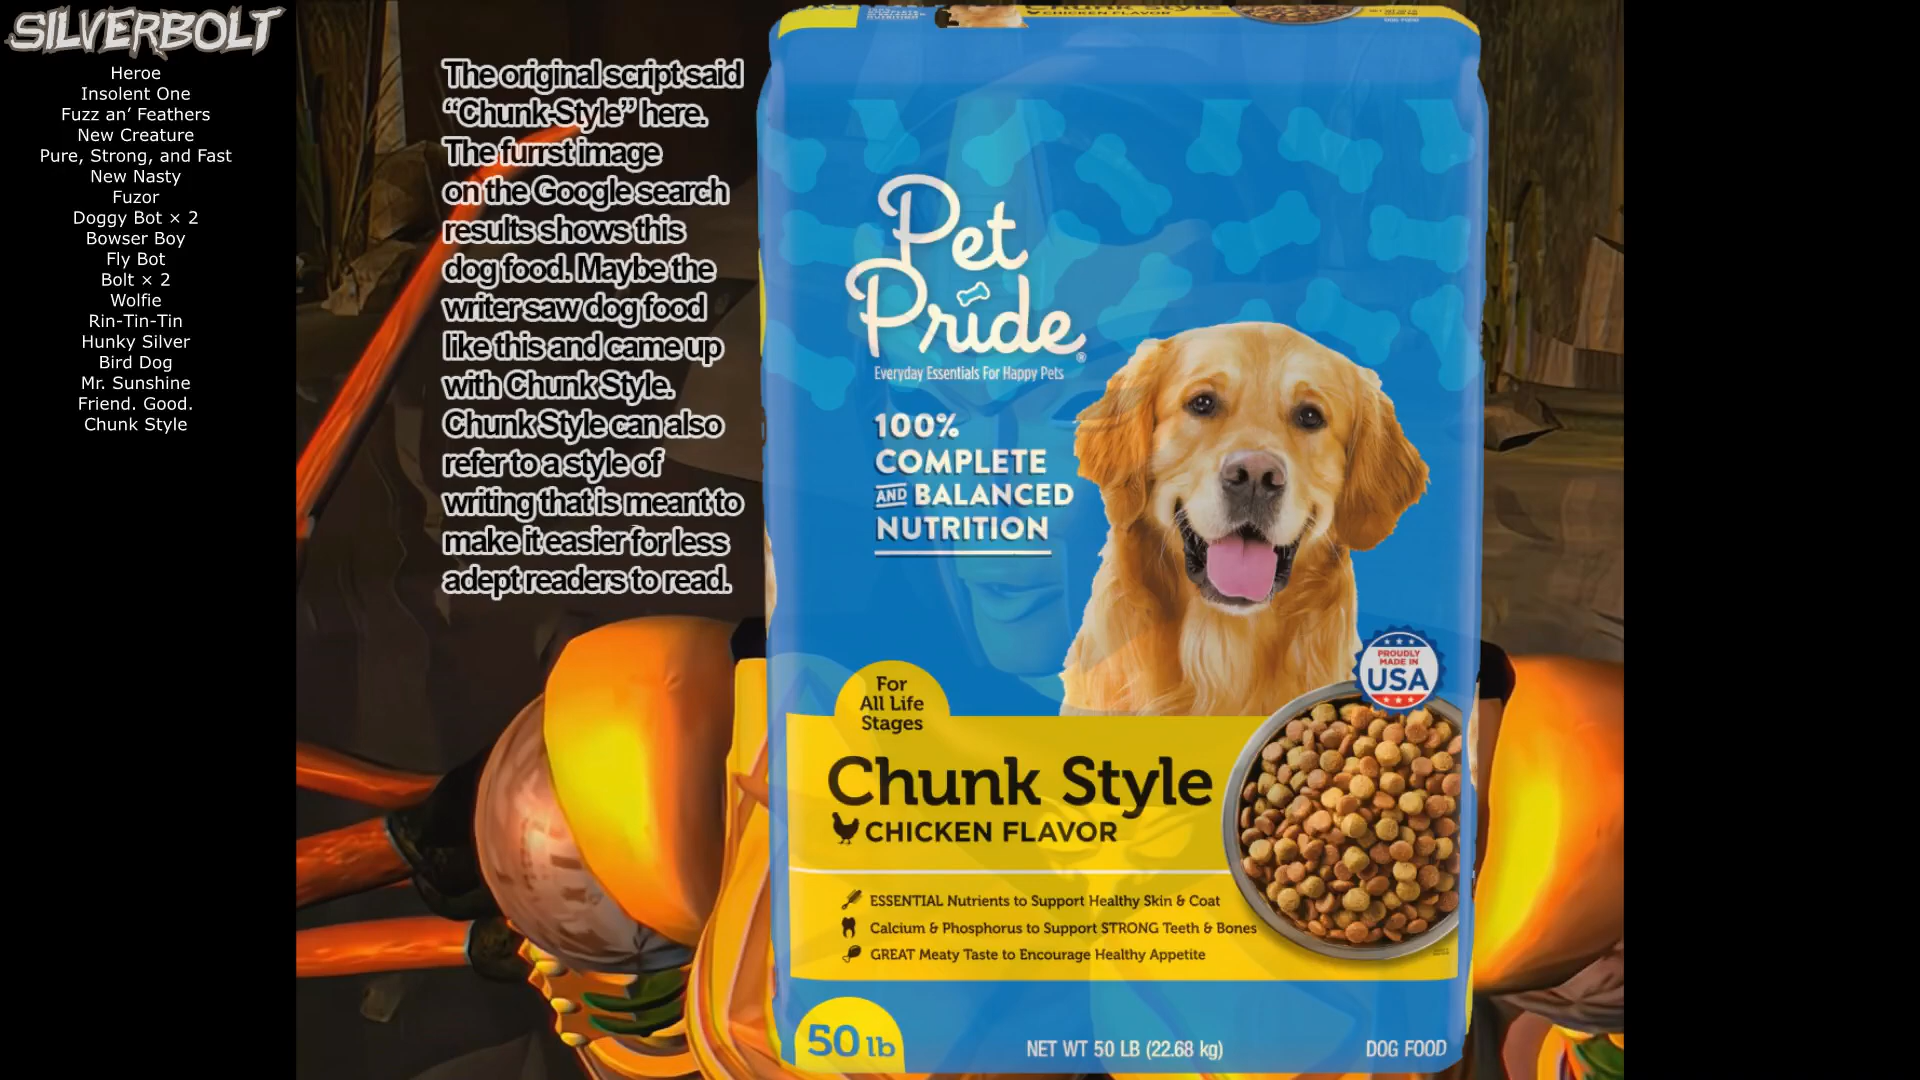 SILVERBOLT
Heroe
Insolent One
Fuzz an’ Feathers
New Creature
Pure, Strong, and Fast
New Nasty
Fuzor
Doggy Bot × 2
Bowser Boy
Fly Bot
Bolt × 2
Wolfie
Rin-Tin-Tin
Hunky Silver
Bird Dog
Mr. Sunshine
Friend. Good.
Chunk Style
The original script said
“Chunk-Style” here.
The furrst image
on the Google search
results shows this
dog food. Maybe the
writer saw dog food
like this and came up
with Chunk Style.
Chunk Style can also
refer to a style of
writing that is meant to
make it easier for less
adept readers to read.
Chunk Style
CHICKEN FLAVOR
Pet
Pride®
Everyday Essentials For Happy Pets
100%
COMPLETE
AND BALANCED
NUTRITION
PROUDLY
MADE IN
USA
For
All Life
Stages
Chunk Style
CHICKEN FLAVOR
ESSENTIAL Nutrients to Support Healthy Skin & Coat
Calcium & Phosphorus to Support STRONG Teeth & Bones
GREAT Meaty Taste to Encourage Healthy Appetite
50 lb
NET WT 50 LB (22.68 kg)
DOG FOOD